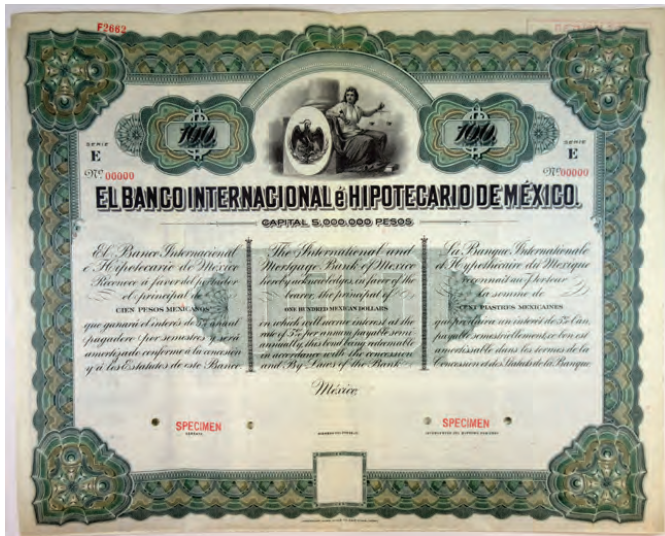 F2662
SPECIMEN
100
100
SERIE
E
Nº 00000
SERIE
E
Nº 00000
EL BANCO INTERNACIONAL é HIPOTECARIO DE MÉXICO.
CAPITAL 5,000,000 PESOS
El Banco Internacional
é Hipotecario de México
Reconoce á favor del portador
el principal de
CIEN PESOS MEXICANOS
que ganará el interés de 5% anual
pagadero por semestres y será
amortizado conforme á la concesión
y á los Estatutos de este Banco.
The International and
Mortgage Bank of Mexico
hereby acknowledges, in favor of the
bearer, the principal of
ONE HUNDRED MEXICAN DOLLARS
in which will accrue interest at the
rate of 5% per annum payable semi
annually, this bond being redeemable
in accordance with the concession
and By-Laws of the Bank.
La Banque Internationale
et Hypothécaire du Mexique
reconnait au porteur
la somme de
CENT PIASTRES MEXICAINES
que portera un intérêt de 5% l'an
payable semestriellement, ce bon est
amortissable dans les termes de la
Concession et des Statuts de la Banque
México,
SPECIMEN
SPECIMEN